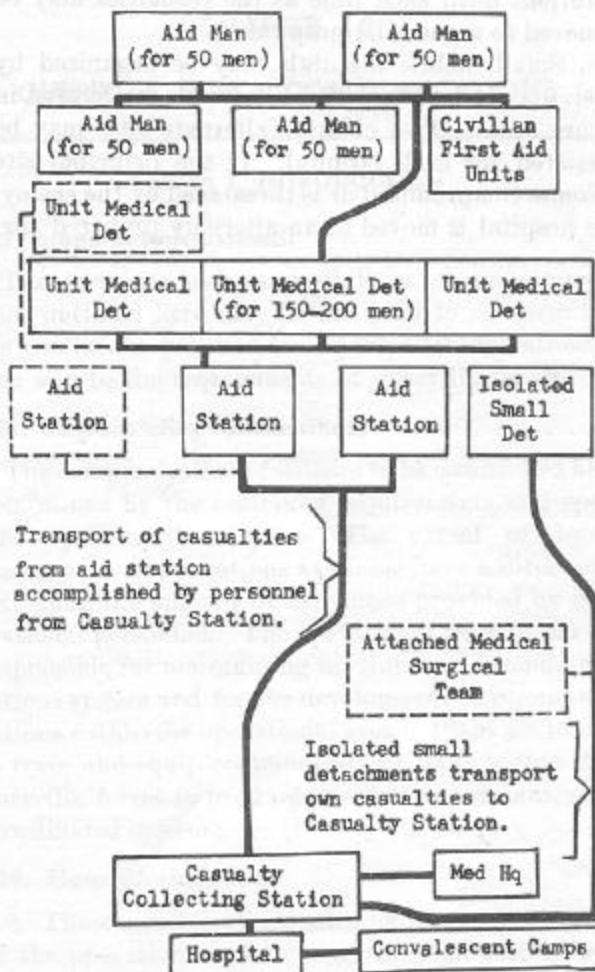 Aid Man
(for 50 men)
Aid Man
(for 50 men)
Aid Man
(for 50 men)
Aid Man
(for 50 men)
Civilian
First Aid
Units
Unit Medical
Det
Unit Medical
Det
Unit Medical Det
(for 150-200 men)
Unit Medical
Det
Aid
Station
Aid
Station
Aid
Station
Isolated
Small
Det
Transport of casualties
from aid station
accomplished by personnel
from Casualty Station.
Attached Medical
Surgical
Team
Isolated small
detachments transport
own casualties to
Casualty Station.
Casualty
Collecting Station
Med Hq
Hospital
Convalescent Camps